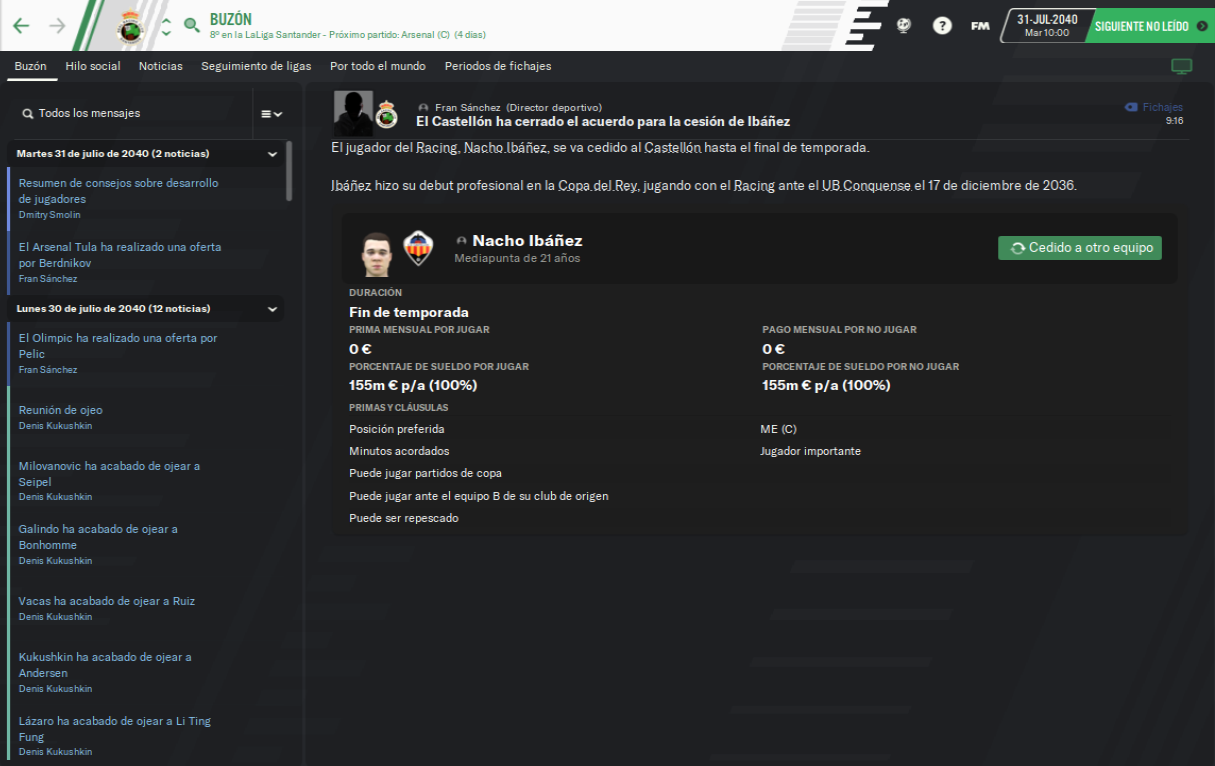 BUZÓN
8º en la LaLiga Santander - Próximo partido: Arsenal (C) (4 días)
?
FM
31-JUL-2040
Mar 10:00
SIGUIENTE NO LEÍDO
Buzón
Hilo social
Noticias
Seguimiento de ligas
Por todo el mundo
Periodos de fichajes
Todos los mensajes
Martes 31 de julio de 2040 (2 noticias)
Resumen de consejos sobre desarrollo
de jugadores
Dmitry Smolin
El Arsenal Tula ha realizado una oferta
por Berdnikov
Fran Sánchez
Lunes 30 de julio de 2040 (12 noticias)
El Olimpic ha realizado una oferta por
Pelic
Fran Sánchez
Reunión de ojeo
Denis Kukushkin
Milovanovic ha acabado de ojear a
Seipel
Denis Kukushkin
Galindo ha acabado de ojear a
Bonhomme
Denis Kukushkin
Vacas ha acabado de ojear a Ruiz
Denis Kukushkin
Kukushkin ha acabado de ojear a
Andersen
Denis Kukushkin
Lázaro ha acabado de ojear a Li Ting
Fung
Denis Kukushkin
Fran Sánchez (Director deportivo)
El Castellón ha cerrado el acuerdo para la cesión de Ibáñez
Fichajes
9:16
El jugador del Racing, Nacho Ibáñez, se va cedido al Castellón hasta el final de temporada.
Ibáñez hizo su debut profesional en la Copa del Rey, jugando con el Racing ante el UB Conquense el 17 de diciembre de 2036.
Nacho Ibáñez
Mediapunta de 21 años
Cedido a otro equipo
DURACIÓN
Fin de temporada
PRIMA MENSUAL POR JUGAR
PAGO MENSUAL POR NO JUGAR
0 €
0 €
PORCENTAJE DE SUELDO POR JUGAR
PORCENTAJE DE SUELDO POR NO JUGAR
155m € p/a (100%)
155m € p/a (100%)
PRIMAS Y CLÁUSULAS
Posición preferida
ME (C)
Minutos acordados
Jugador importante
Puede jugar partidos de copa
Puede jugar ante el equipo B de su club de origen
Puede ser repescado